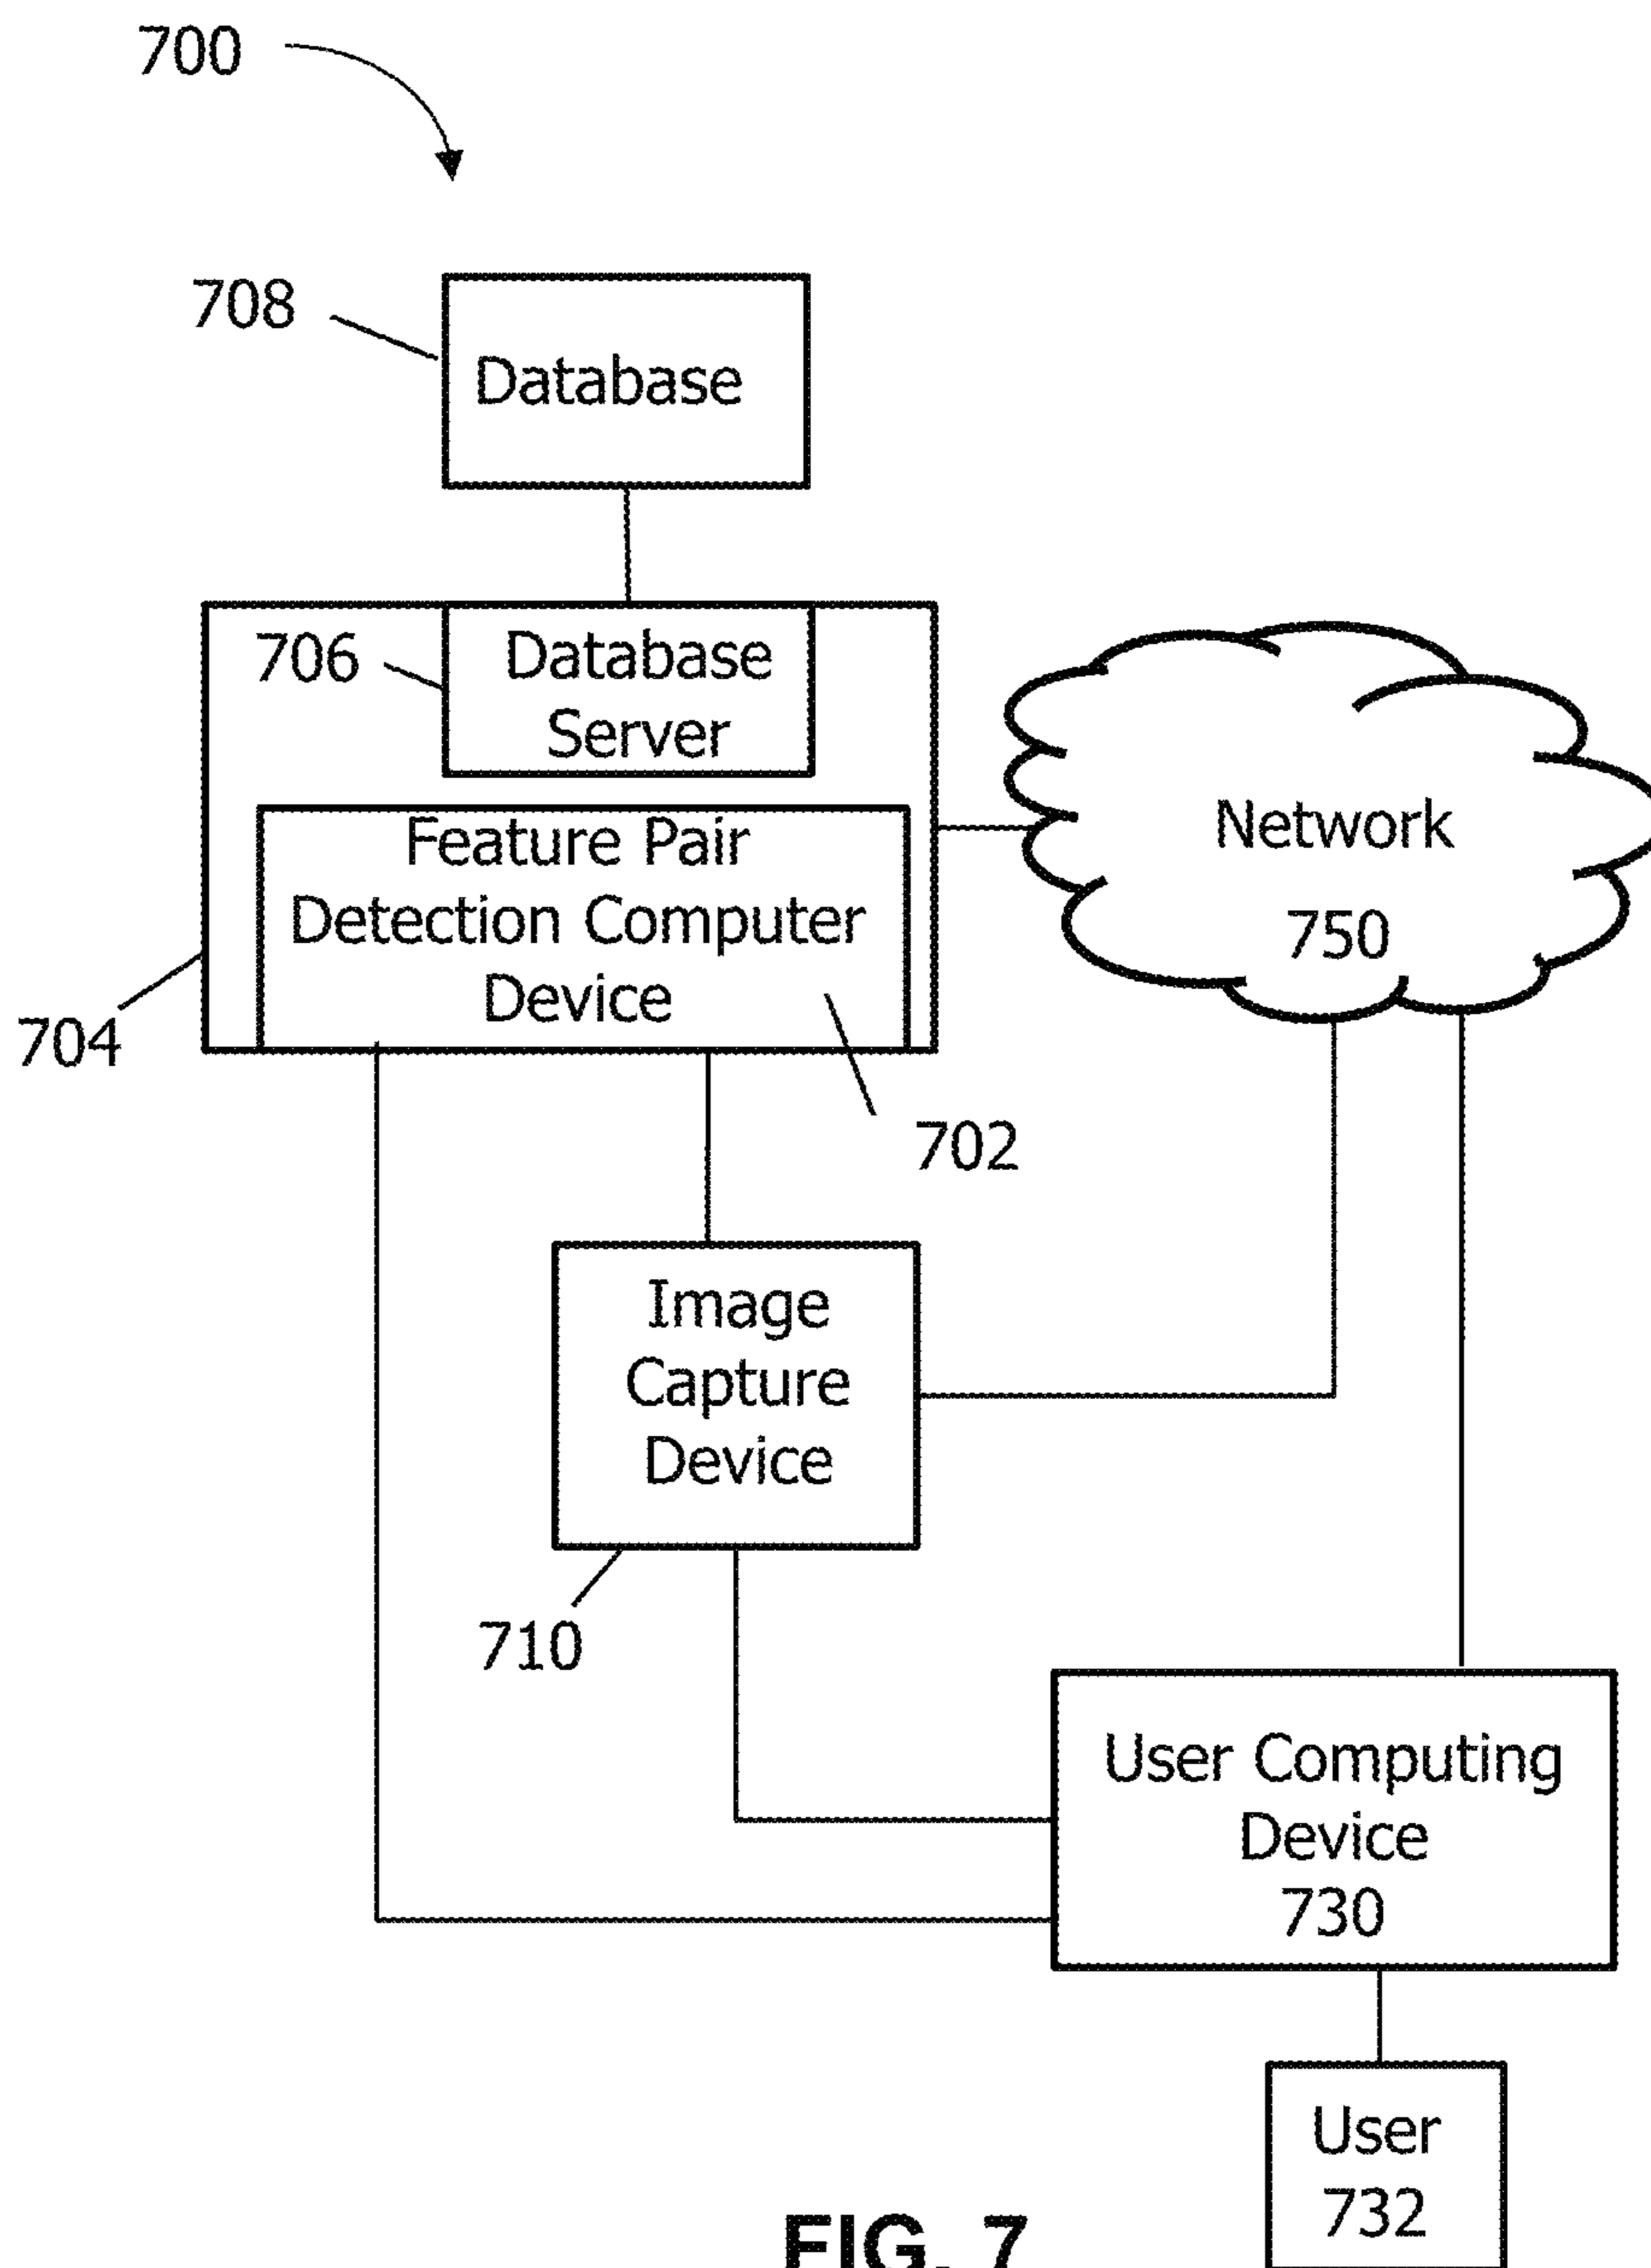 700
708
Database
706
Database
Server
Feature Pair
Detection Computer
Device
704
702
Network
750
Image
Capture
Device
710
User Computing
Device
730
User
732
FIG. 7